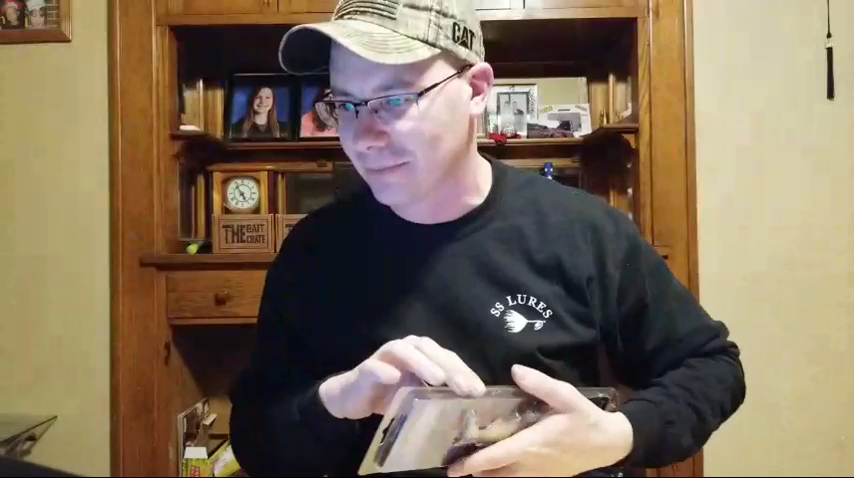 CAT
THE BAIT
CRATE
SS LURES